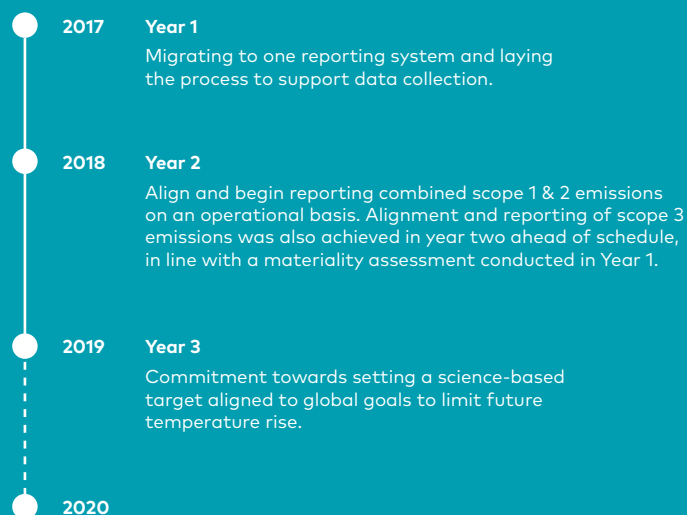 2017 Year 1
Migrating to one reporting system and laying
the process to support data collection.
2018 Year 2
Align and begin reporting combined scope 1 & 2 emissions
on an operational basis. Alignment and reporting of scope 3
emissions was also achieved in year two ahead of schedule,
in line with a materiality assessment conducted in Year 1.
2019 Year 3
Commitment towards setting a science-based
target aligned to global goals to limit future
temperature rise.
2020